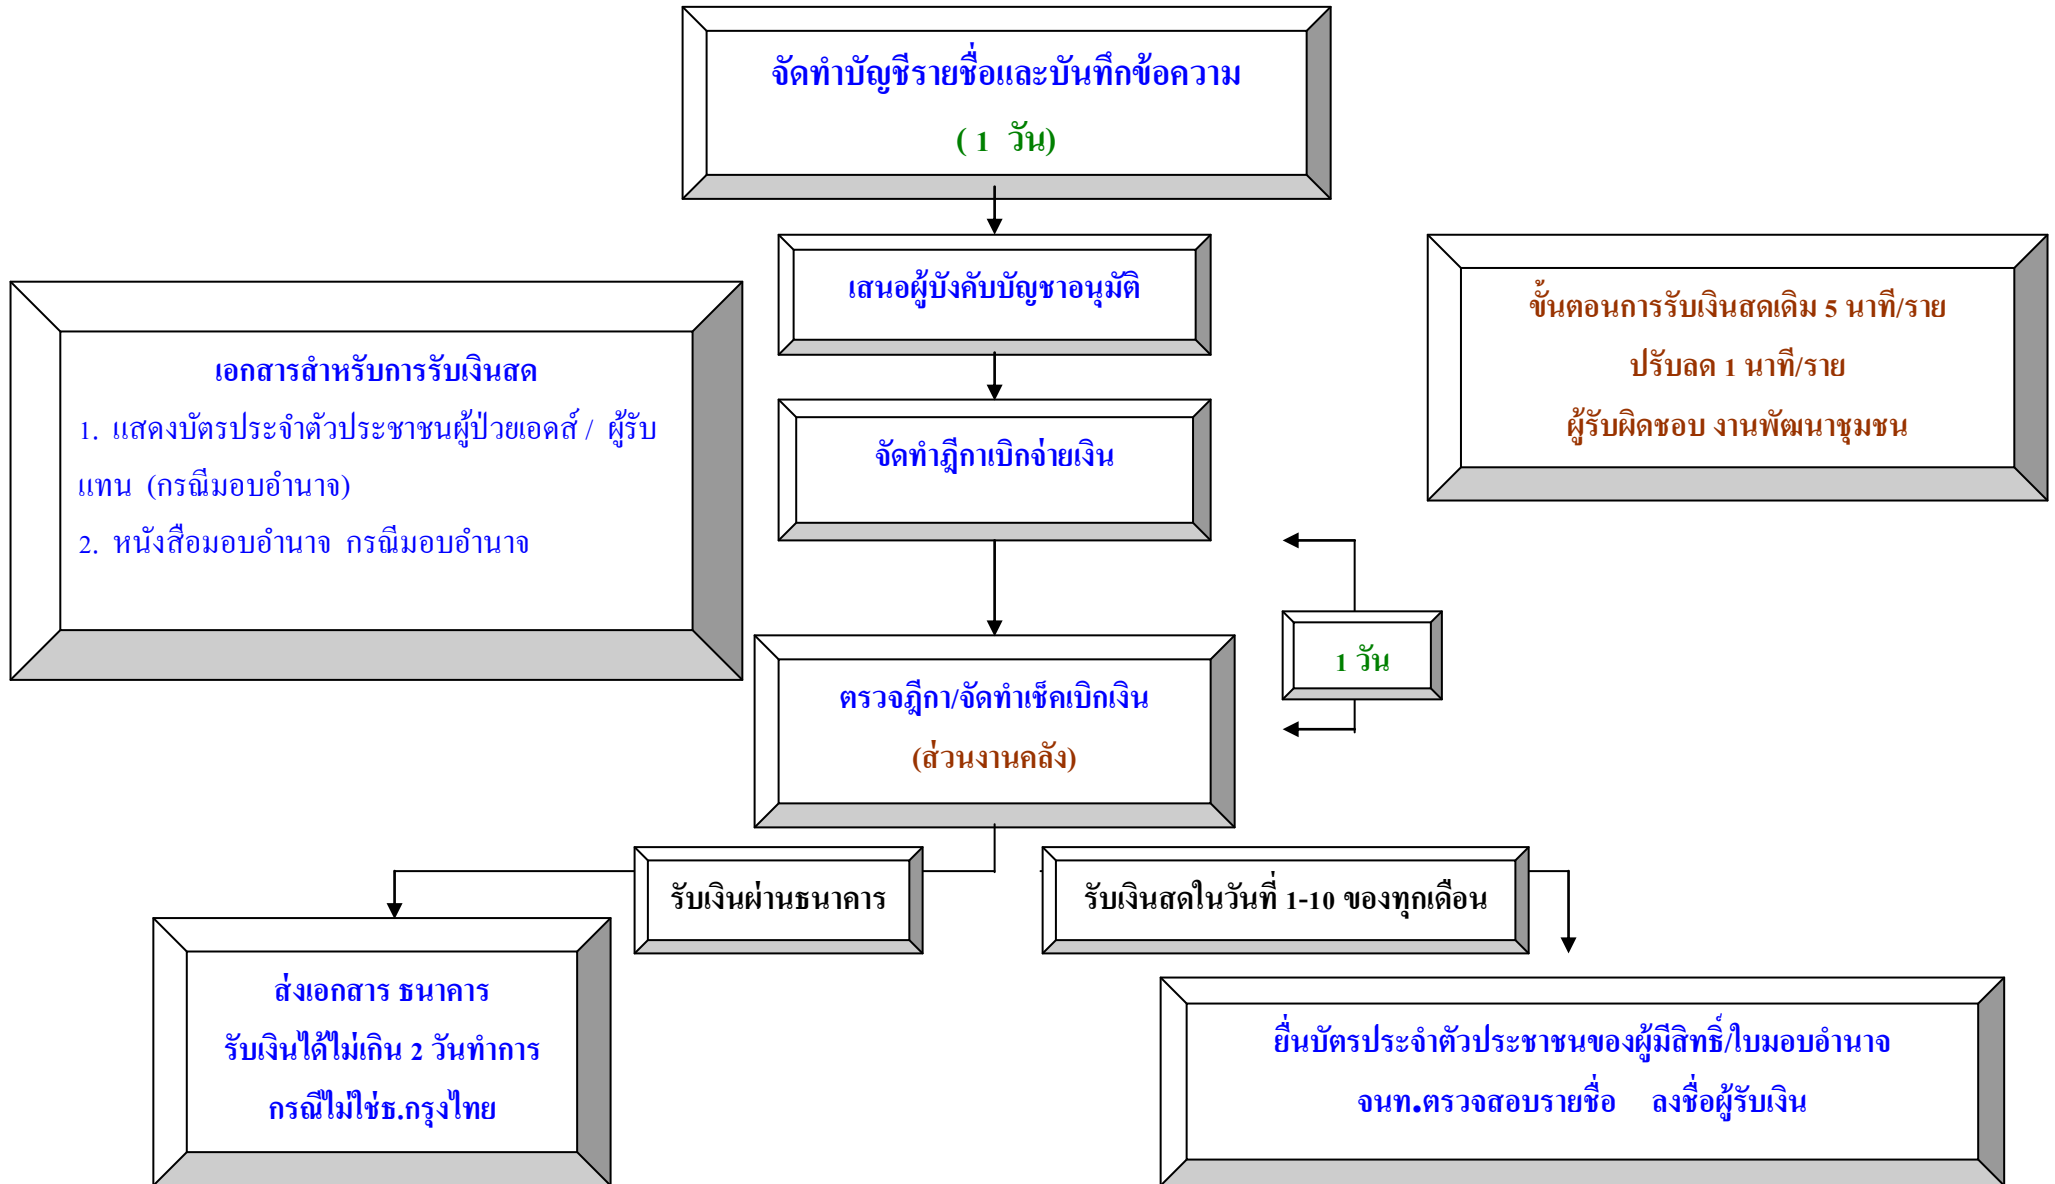 จัดทำบัญชีรายชื่อและบันทึกข้อความ
( 1 วัน)
เสนอผู้บังคับบัญชาอนุมัติ
ขั้นตอนการรับเงินสดเดิม 5 นาที/ราย
ปรับลด 1 นาที/ราย
ผู้รับผิดชอบ งานพัฒนาชุมชน
เอกสารสำหรับการรับเงินสด
1. แสดงบัตรประจำตัวประชาชนผู้ป่วยเอดส์ / ผู้รับ
แทน (กรณีมอบอำนาจ)
2. หนังสือมอบอำนาจ กรณีมอบอำนาจ
จัดทำฎีกาเบิกจ่ายเงิน
1 วัน
ตรวจฎีกา/จัดทำเช็คเบิกเงิน
(ส่วนงานคลัง)
รับเงินผ่านธนาคาร
รับเงินสดในวันที่ 1-10 ของทุกเดือน
ส่งเอกสาร ธนาคาร
รับเงินได้ไม่เกิน 2 วันทำการ
กรณีไม่ใช่ธ.กรุงไทย
ยื่นบัตรประจำตัวประชาชนของผู้มีสิทธิ์/ใบมอบอำนาจ
จนท.ตรวจสอบรายชื่อ ลงชื่อผู้รับเงิน